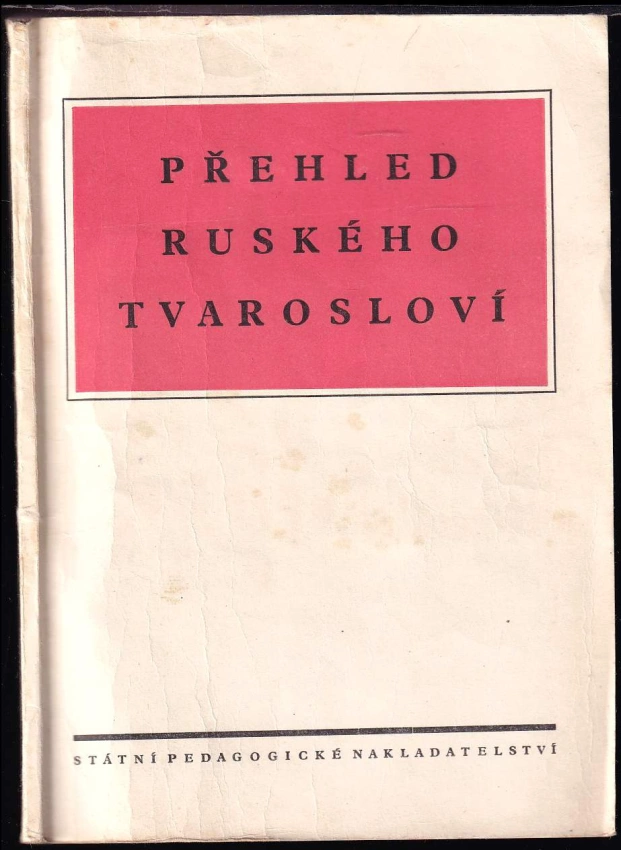 PŘEHLED
RUSKÉHO
TVAROSLOVÍ
STÁTNÍ PEDAGOGICKÉ NAKLADATELSTVÍ